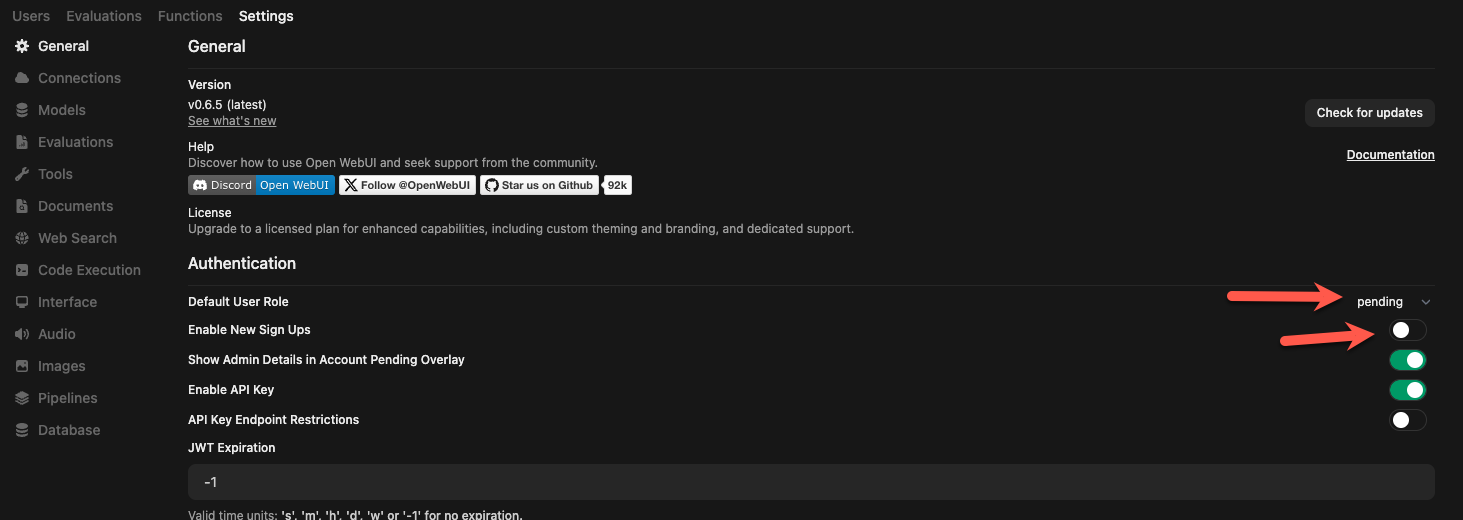 Users Evaluations Functions Settings
General
Connections
Models
Evaluations
Tools
Documents
Web Search
Code Execution
Interface
Audio
Images
Pipelines
Database
General
Version
v0.6.5 (latest)
See what's new
Check for updates
Help
Discover how to use Open WebUI and seek support from the community.
Documentation
Discord Open WebUI Follow @OpenWebUI Star us on Github 92k
License
Upgrade to a licensed plan for enhanced capabilities, including custom theming and branding, and dedicated support.
Authentication
Default User Role pending
Enable New Sign Ups
Show Admin Details in Account Pending Overlay
Enable API Key
API Key Endpoint Restrictions
JWT Expiration
-1
Valid time units: 's', 'm', 'h', 'd', 'w' or '-1' for no expiration.